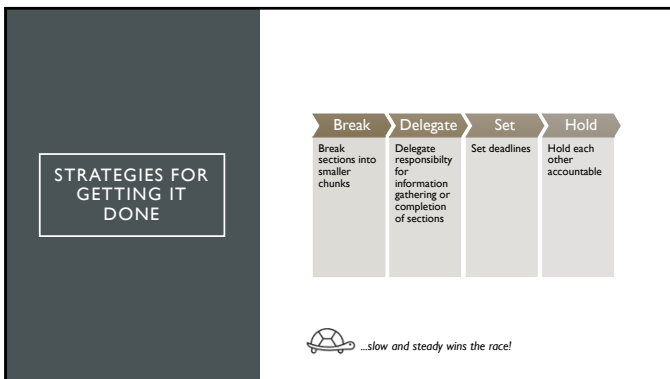 STRATEGIES FOR
GETTING IT
DONE
Break
Break
sections into
smaller
chunks
Delegate
Delegate
responsibilty
for
information
gathering or
completion
of sections
Set
Set deadlines
Hold
Hold each
other
accountable
...slow and steady wins the race!